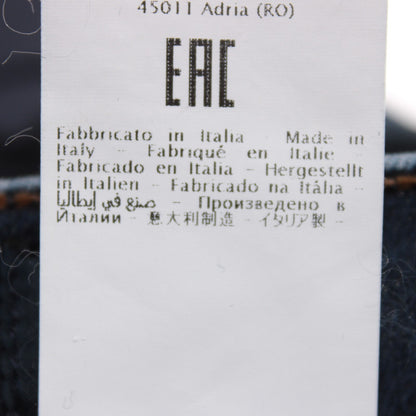 45011 Adria (RO)
EAC
Fabbricato in Italia - Made in
Italy - Fabriqué en Italie -
Fabricado en Italia - Hergestellt
in Italien - Fabricado na Itália -
صنع في إيطاليا - Произведено в
Италии - 意大利制造 - イタリア製 -